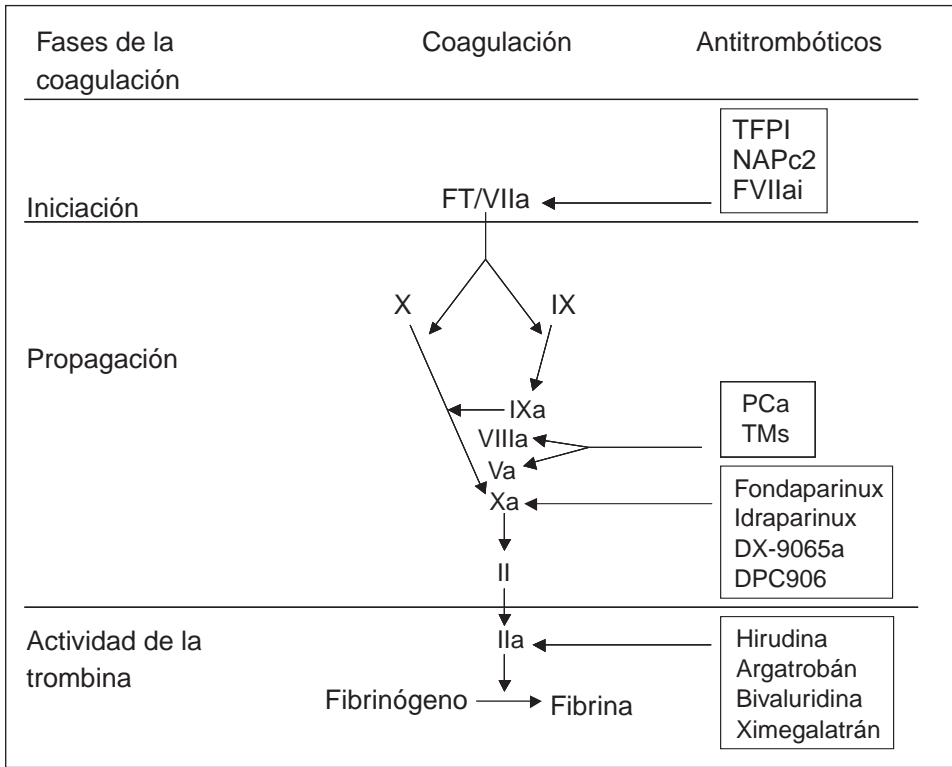 Fases de la
coagulación
Coagulación
Antitrombóticos
TFPI
NAPc2
FVIIai
Iniciación
FT/VIIa
X
IX
Propagación
IXa
VIIIa
Va
Xa
II
PCa
TMs
Fondaparinux
Idraparinux
DX-9065a
DPC906
Actividad de la
trombina
IIa
Fibrinógeno
Fibrina
Hirudina
Argatrobán
Bivaluridina
Ximegalatrán